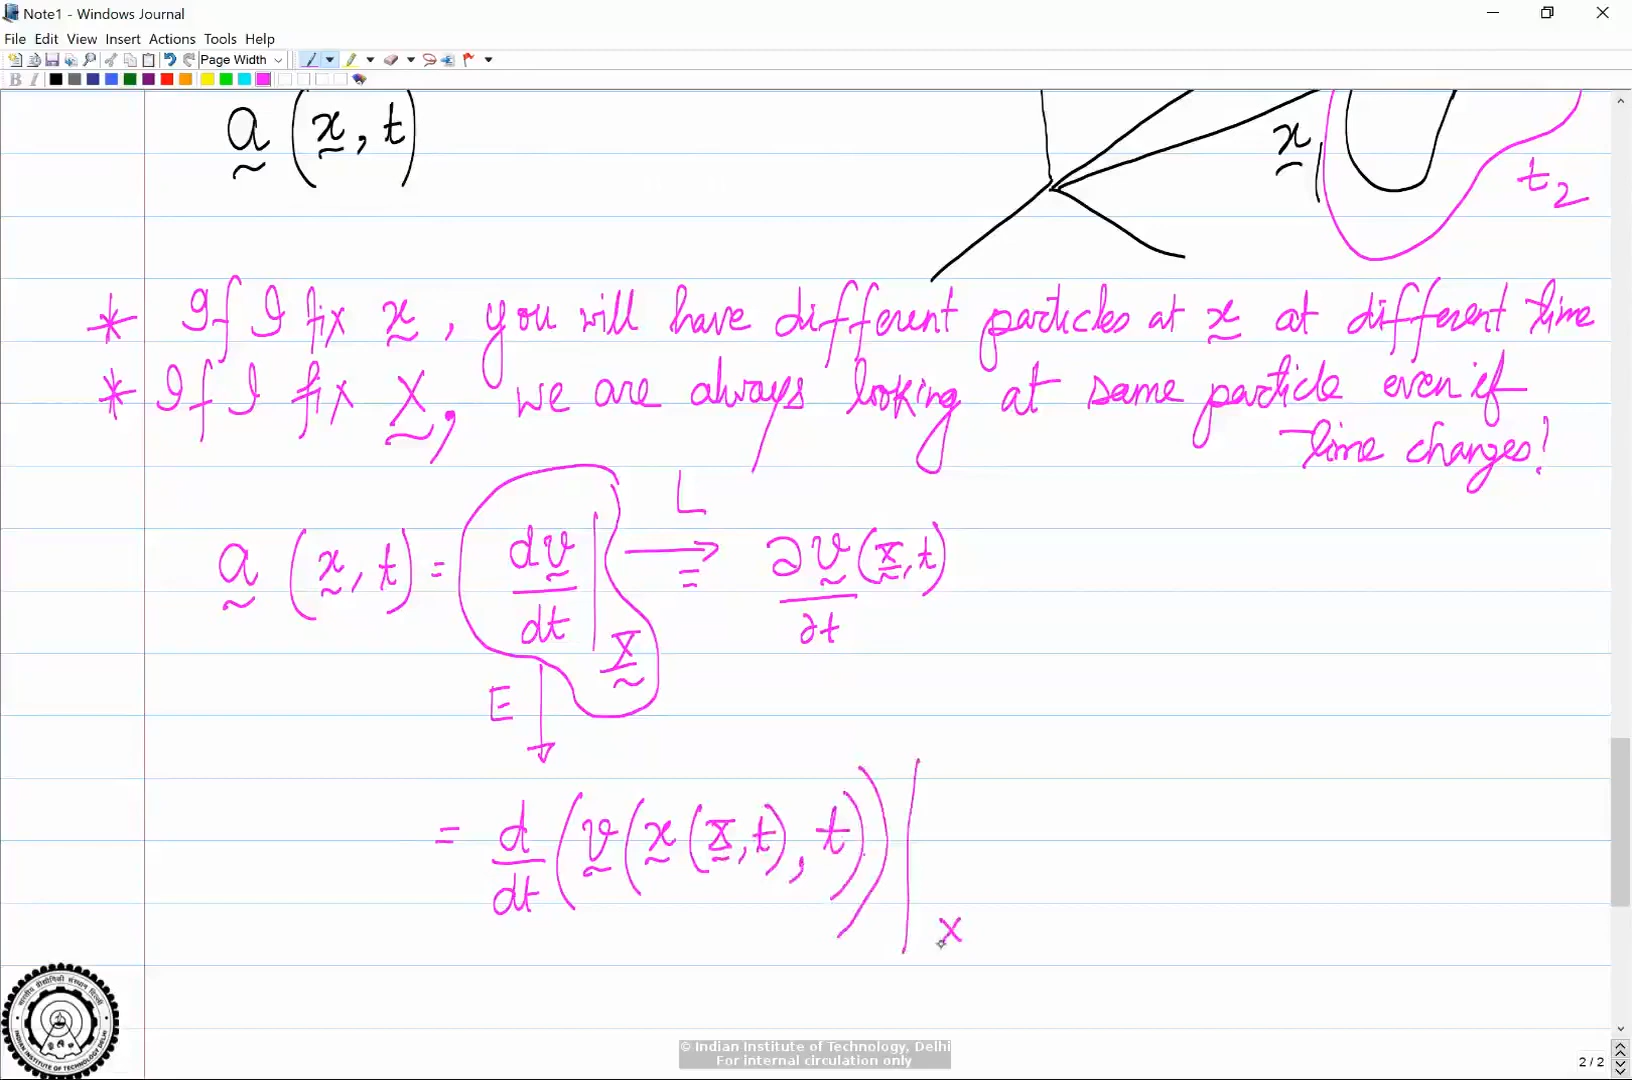 Note1 - Windows Journal
File Edit View Insert Actions Tools Help
Page Width
B I
a (x, t)
x
t2
* If I fix x, you will have different particles at x at different time
* If I fix X, we are always looking at same particle even if
time changes!
a (x, t) = dv/dt | X →L = ∂v(X, t)/∂t
E
= d/dt (v(x(X, t), t)) | X
© Indian Institute of Technology, Delhi
For internal circulation only
2 / 2